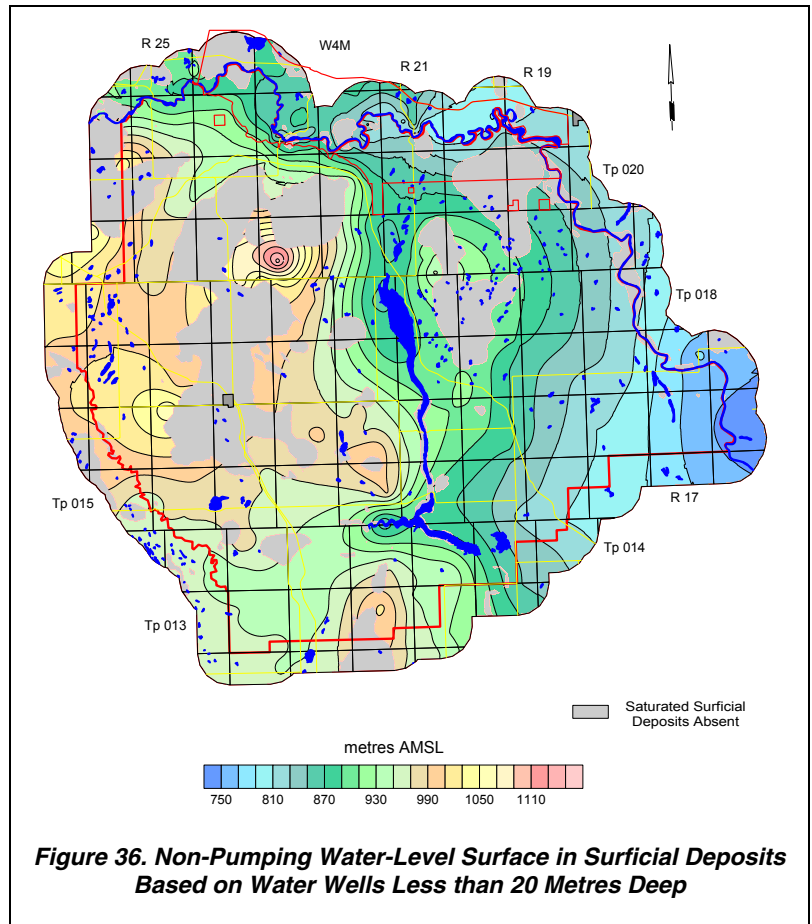 R 25
W4M
R 21
R 19
Tp 020
Tp 018
Tp 015
R 17
Tp 014
Tp 013
Saturated Surficial
Deposits Absent
metres AMSL
750 810 870 930 990 1050 1110
Figure 36. Non-Pumping Water-Level Surface in Surficial Deposits
Based on Water Wells Less than 20 Metres Deep